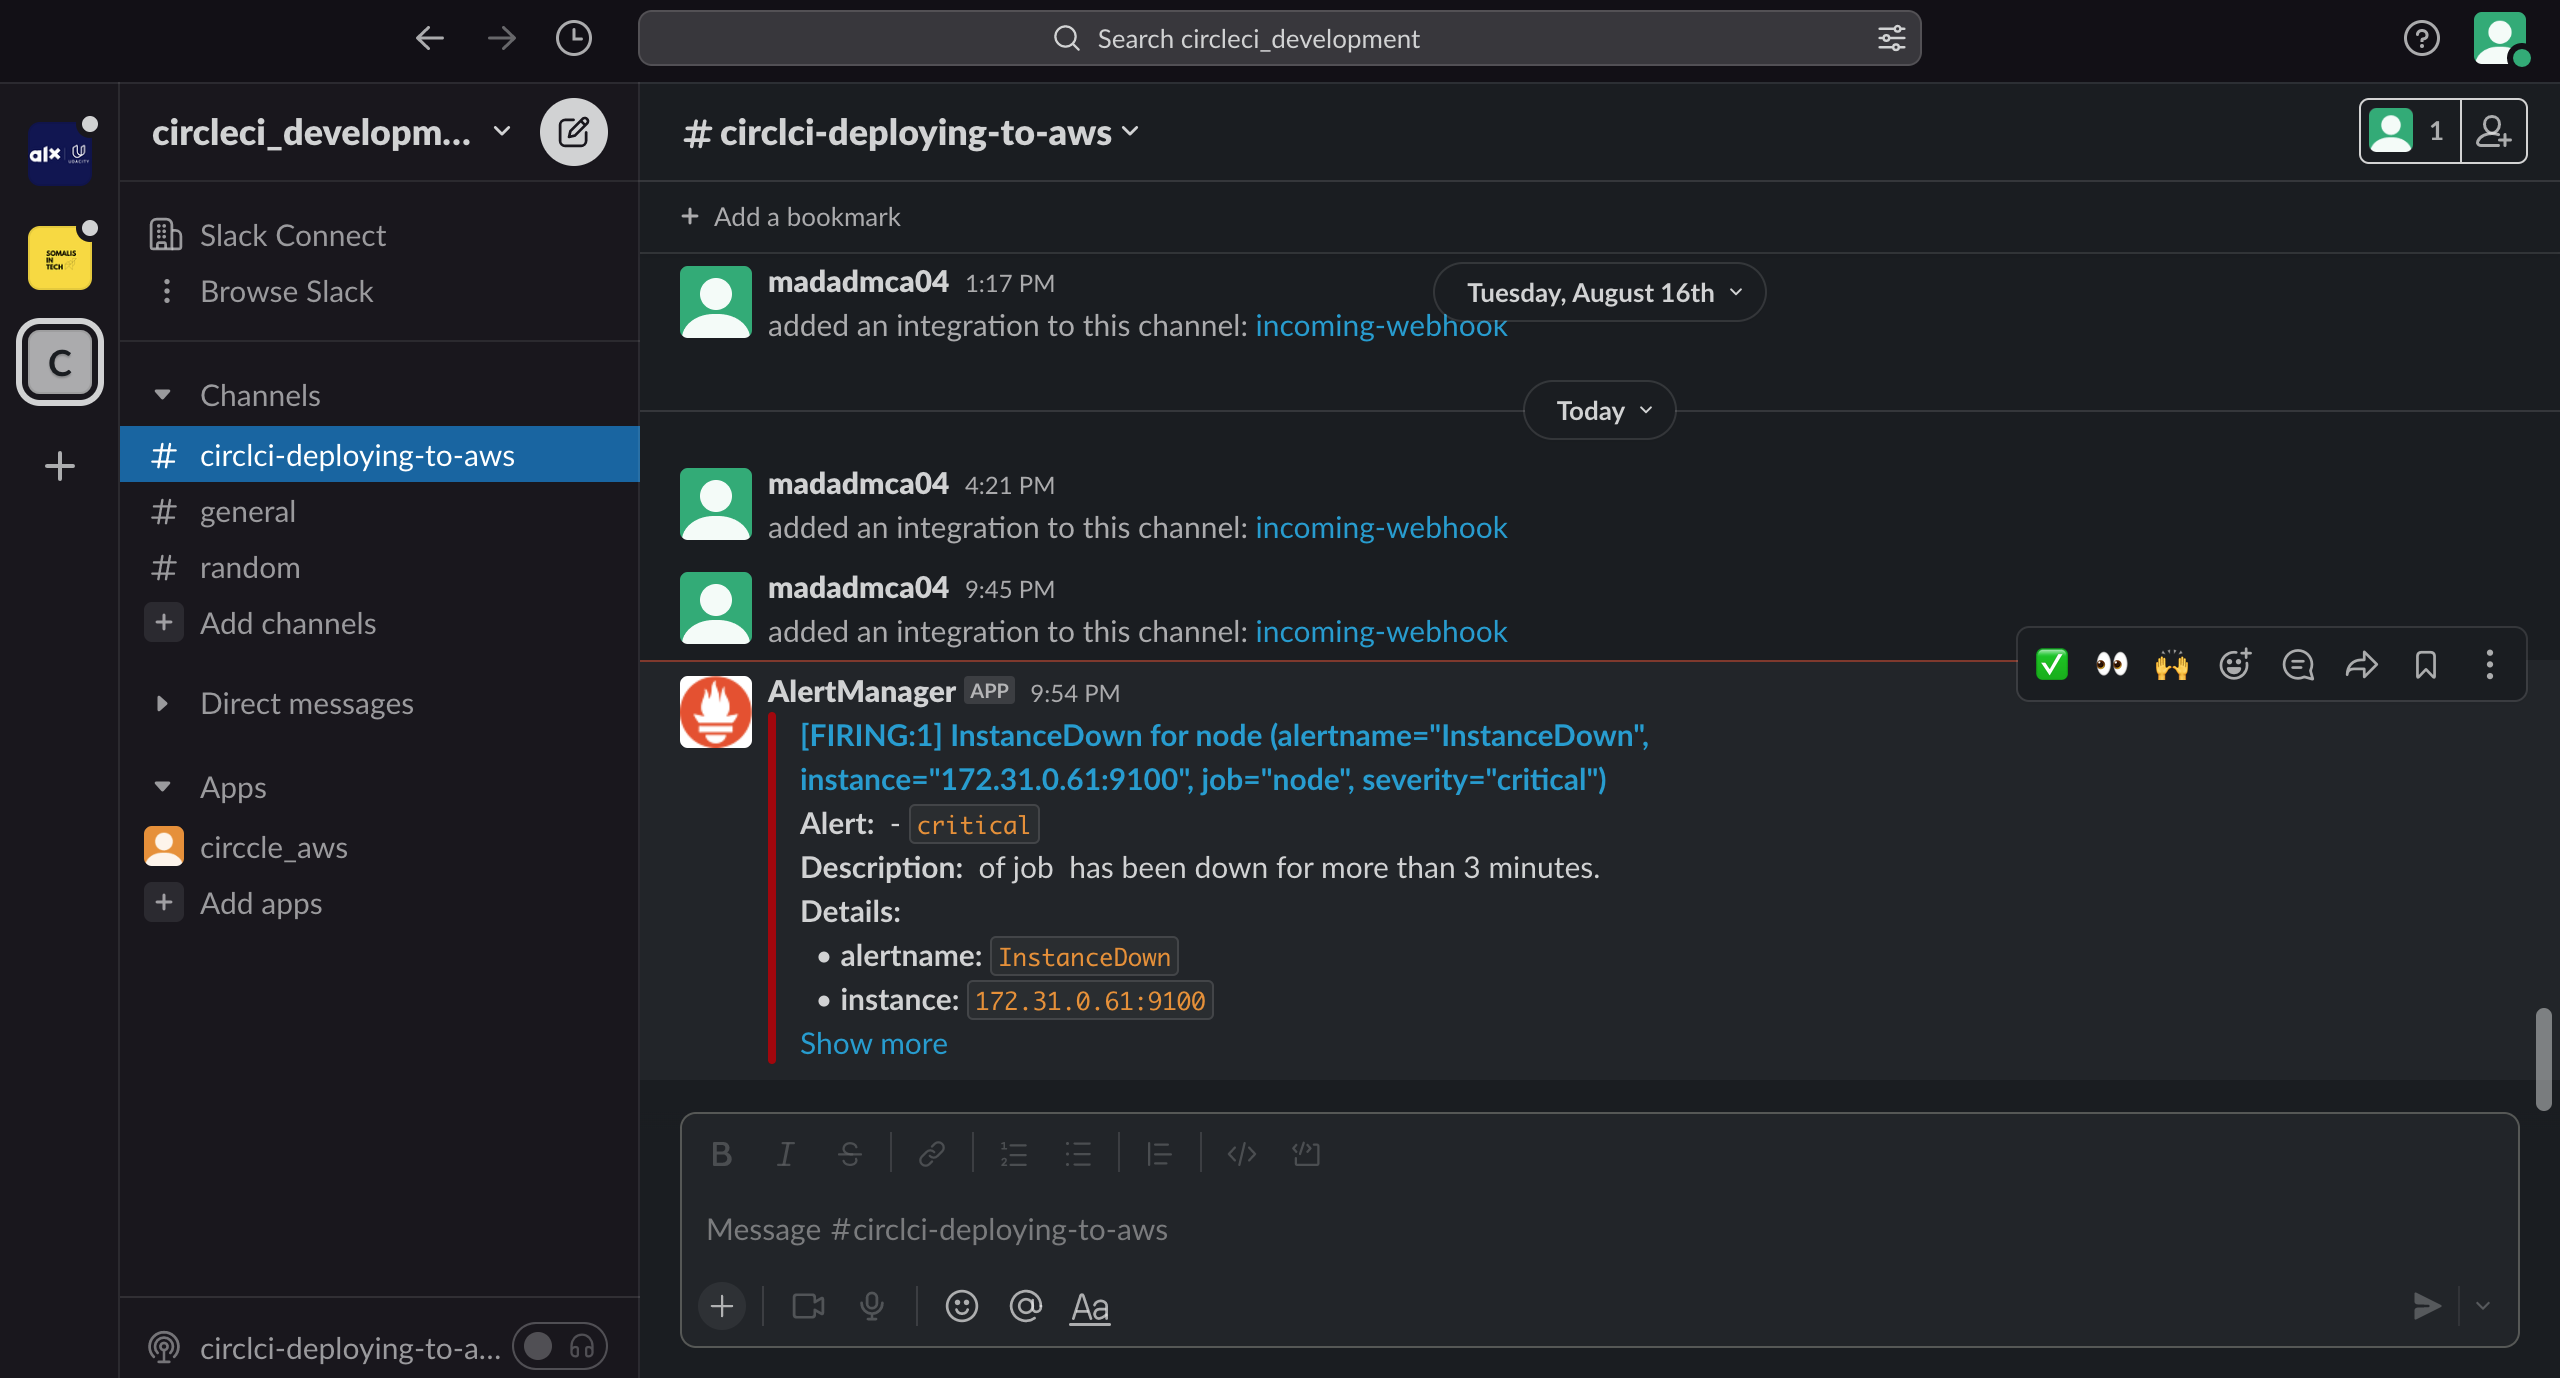 Search circleci_development
alx
UDACITY
SOMALIS
IN
TECH
C
circleci_developm...
Slack Connect
Browse Slack
Channels
# circlci-deploying-to-aws
# general
# random
+ Add channels
Direct messages
Apps
circcle_aws
+ Add apps
circlci-deploying-to-a...
# circlci-deploying-to-aws
1
+ Add a bookmark
madadmca04 1:17 PM
added an integration to this channel: incoming-webhook
Tuesday, August 16th
Today
madadmca04 4:21 PM
added an integration to this channel: incoming-webhook
madadmca04 9:45 PM
added an integration to this channel: incoming-webhook
AlertManager APP 9:54 PM
[FIRING:1] InstanceDown for node (alertname="InstanceDown",
instance="172.31.0.61:9100", job="node", severity="critical")
Alert: - critical
Description: of job has been down for more than 3 minutes.
Details:
• alertname: InstanceDown
• instance: 172.31.0.61:9100
Show more
B I S
Message #circlci-deploying-to-aws
Aa